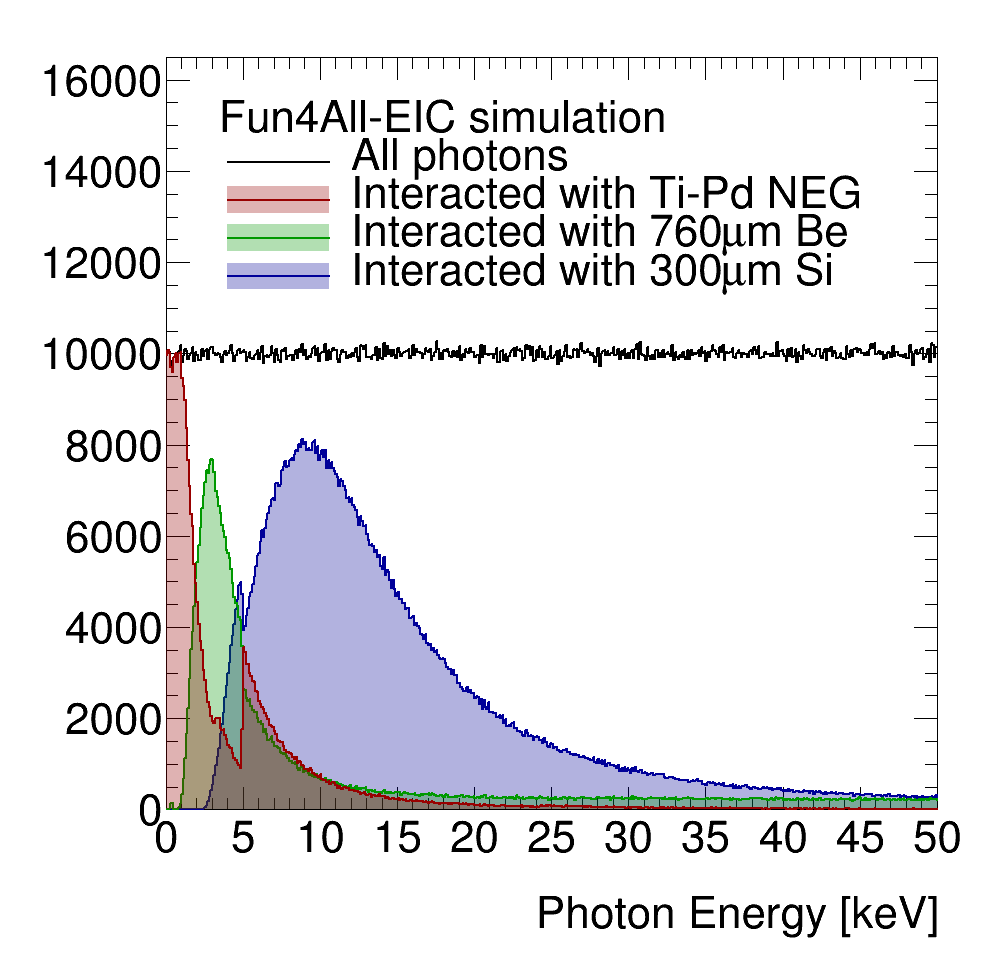 16000
14000
12000
10000
8000
6000
4000
2000
0
Fun4All-EIC simulation
All photons
Interacted with Ti-Pd NEG
Interacted with 760μm Be
Interacted with 300μm Si
0 5 10 15 20 25 30 35 40 45 50
Photon Energy [keV]